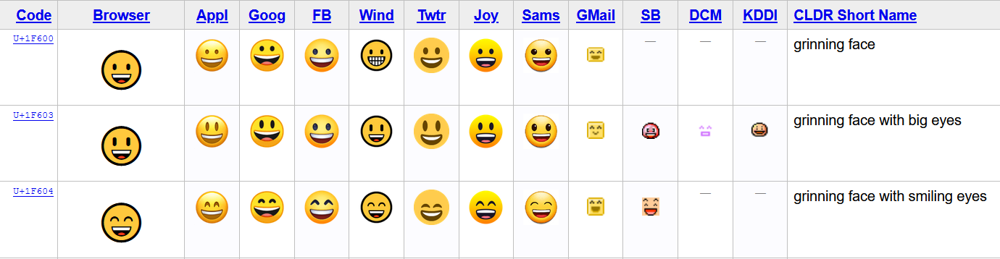 Code Browser Appl Goog FB Wind Twtr Joy Sams GMail SB DCM KDDI CLDR Short Name
U+1F600 — — — grinning face
U+1F603 grinning face with big eyes
U+1F604 — — grinning face with smiling eyes